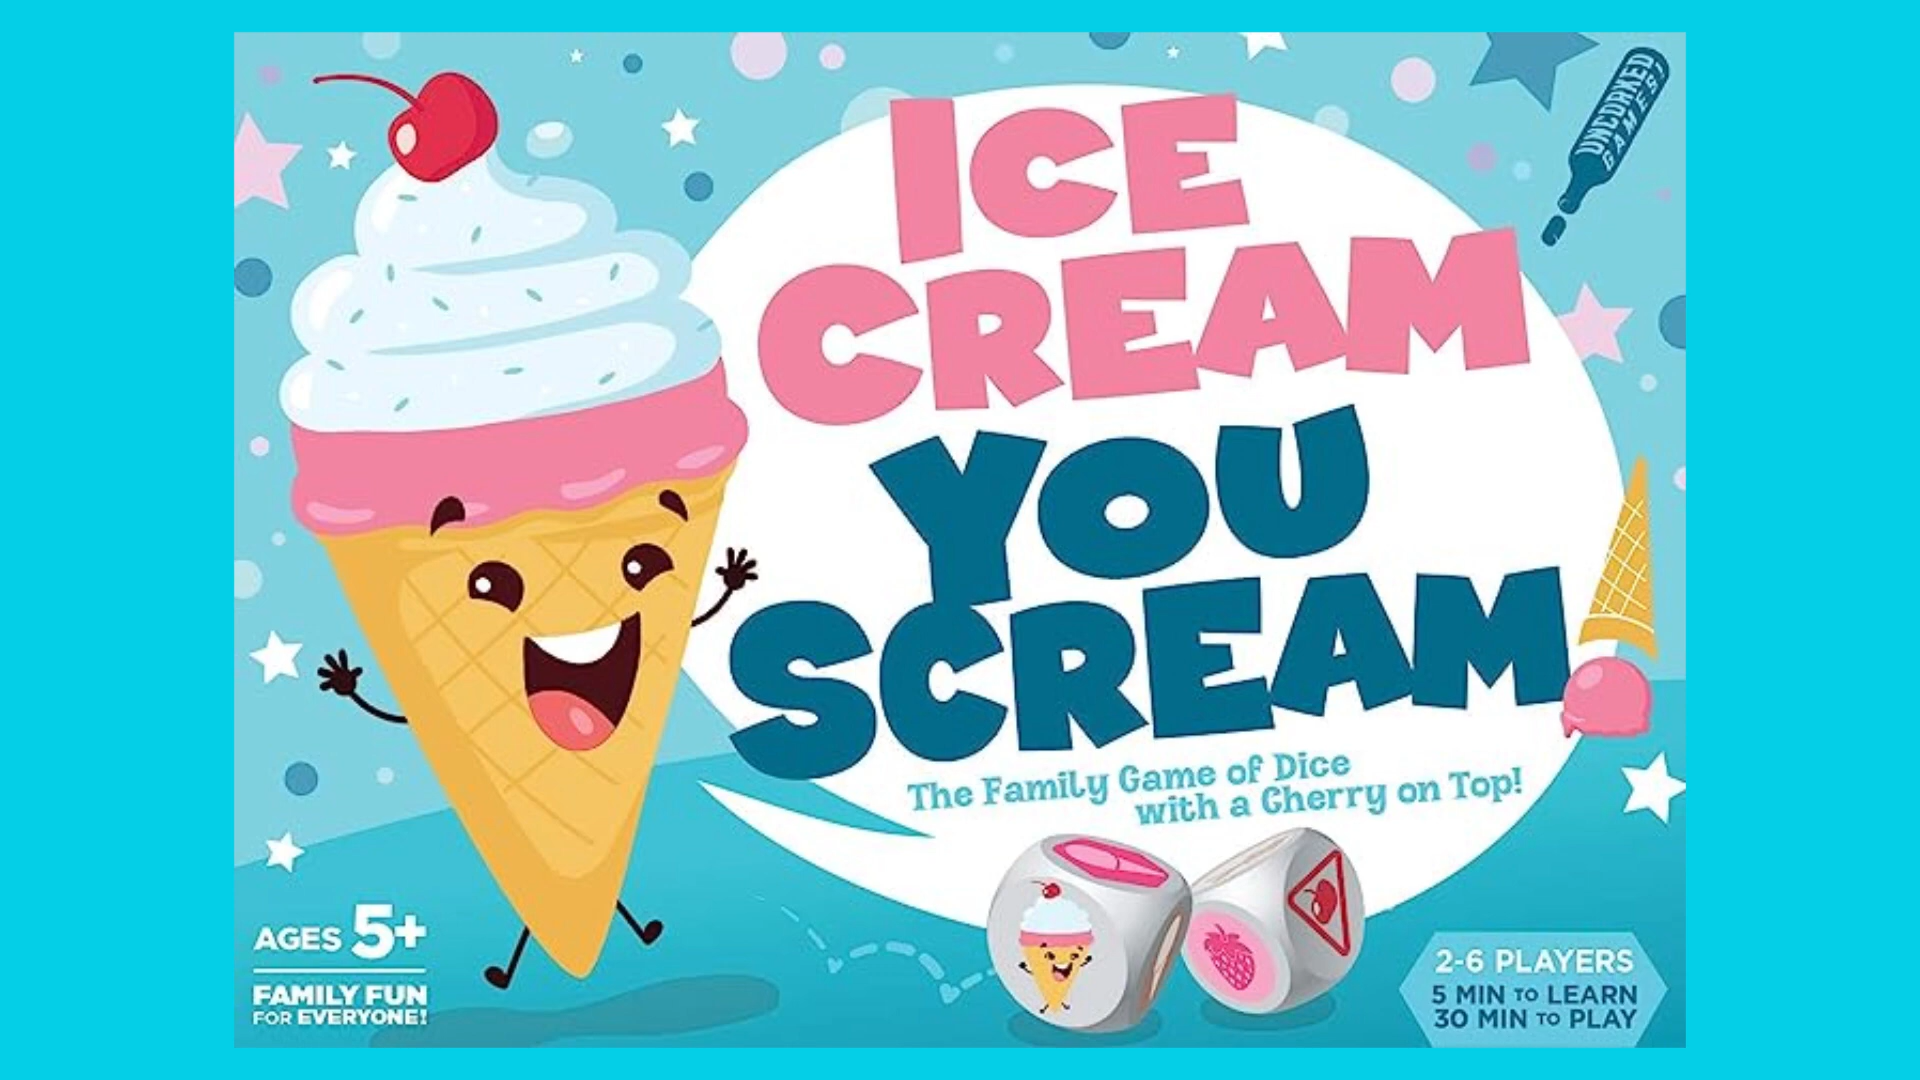 UNCORKED
GAMES!
ICE
CREAM
YOU
SCREAM
The Family Game of Dice
with a Cherry on Top!
AGES 5+
FAMILY FUN
FOR EVERYONE!
2-6 PLAYERS
5 MIN TO LEARN
30 MIN TO PLAY